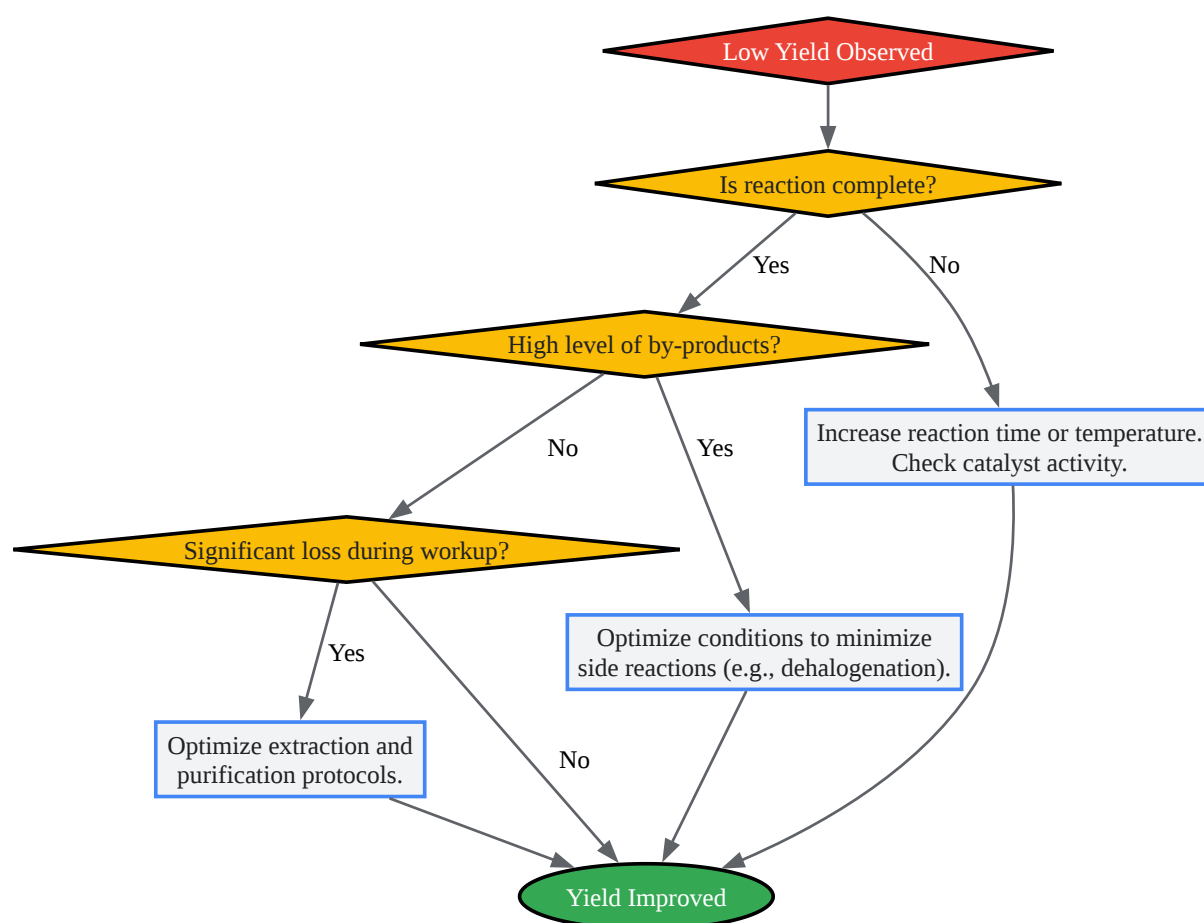 Low Yield Observed
Is reaction complete?
Yes
No
High level of by-products?
Increase reaction time or temperature.
Check catalyst activity.
No
Yes
Significant loss during workup?
Optimize conditions to minimize
side reactions (e.g., dehalogenation).
Yes
Optimize extraction and
purification protocols.
No
Yield Improved